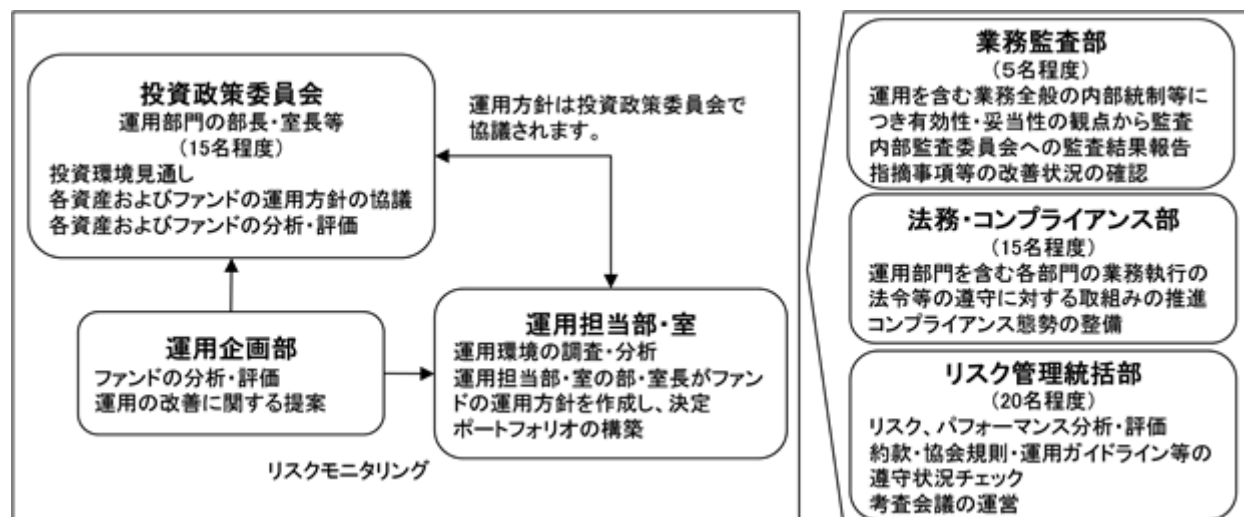 投資政策委員会
運用部門の部長・室長等
(15名程度)
投資環境見通し
各資産およびファンドの運用方針の協議
各資産およびファンドの分析・評価
運用方針は投資政策委員会で
協議されます。
運用企画部
ファンドの分析・評価
運用の改善に関する提案
運用担当部・室
運用環境の調査・分析
運用担当部・室の部・室長がファン
ドの運用方針を作成し、決定
ポートフォリオの構築
リスクモニタリング
業務監査部
(5名程度)
運用を含む業務全般の内部統制等に
つき有効性・妥当性の観点から監査
内部監査委員会への監査結果報告
指摘事項等の改善状況の確認
法務・コンプライアンス部
(15名程度)
運用部門を含む各部門の業務執行の
法令等の遵守に対する取組みの推進
コンプライアンス態勢の整備
リスク管理統括部
(20名程度)
リスク、パフォーマンス分析・評価
約款・協会規則・運用ガイドライン等の
遵守状況チェック
考査会議の運営